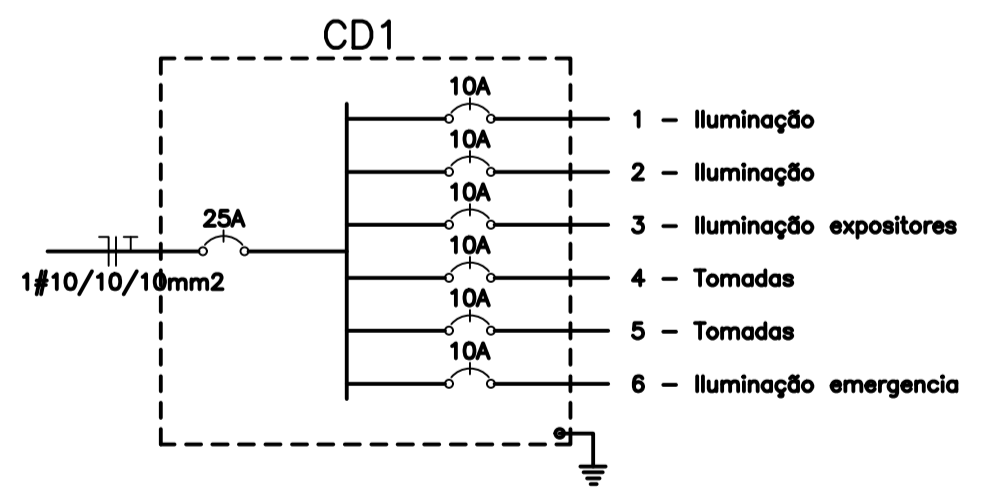 CD1
10A
1 - Iluminação
10A
2 - Iluminação
10A
3 - Iluminação expositores
25A
10A
4 - Tomadas
1#10/10/10mm2
10A
5 - Tomadas
10A
6 - Iluminação emergencia